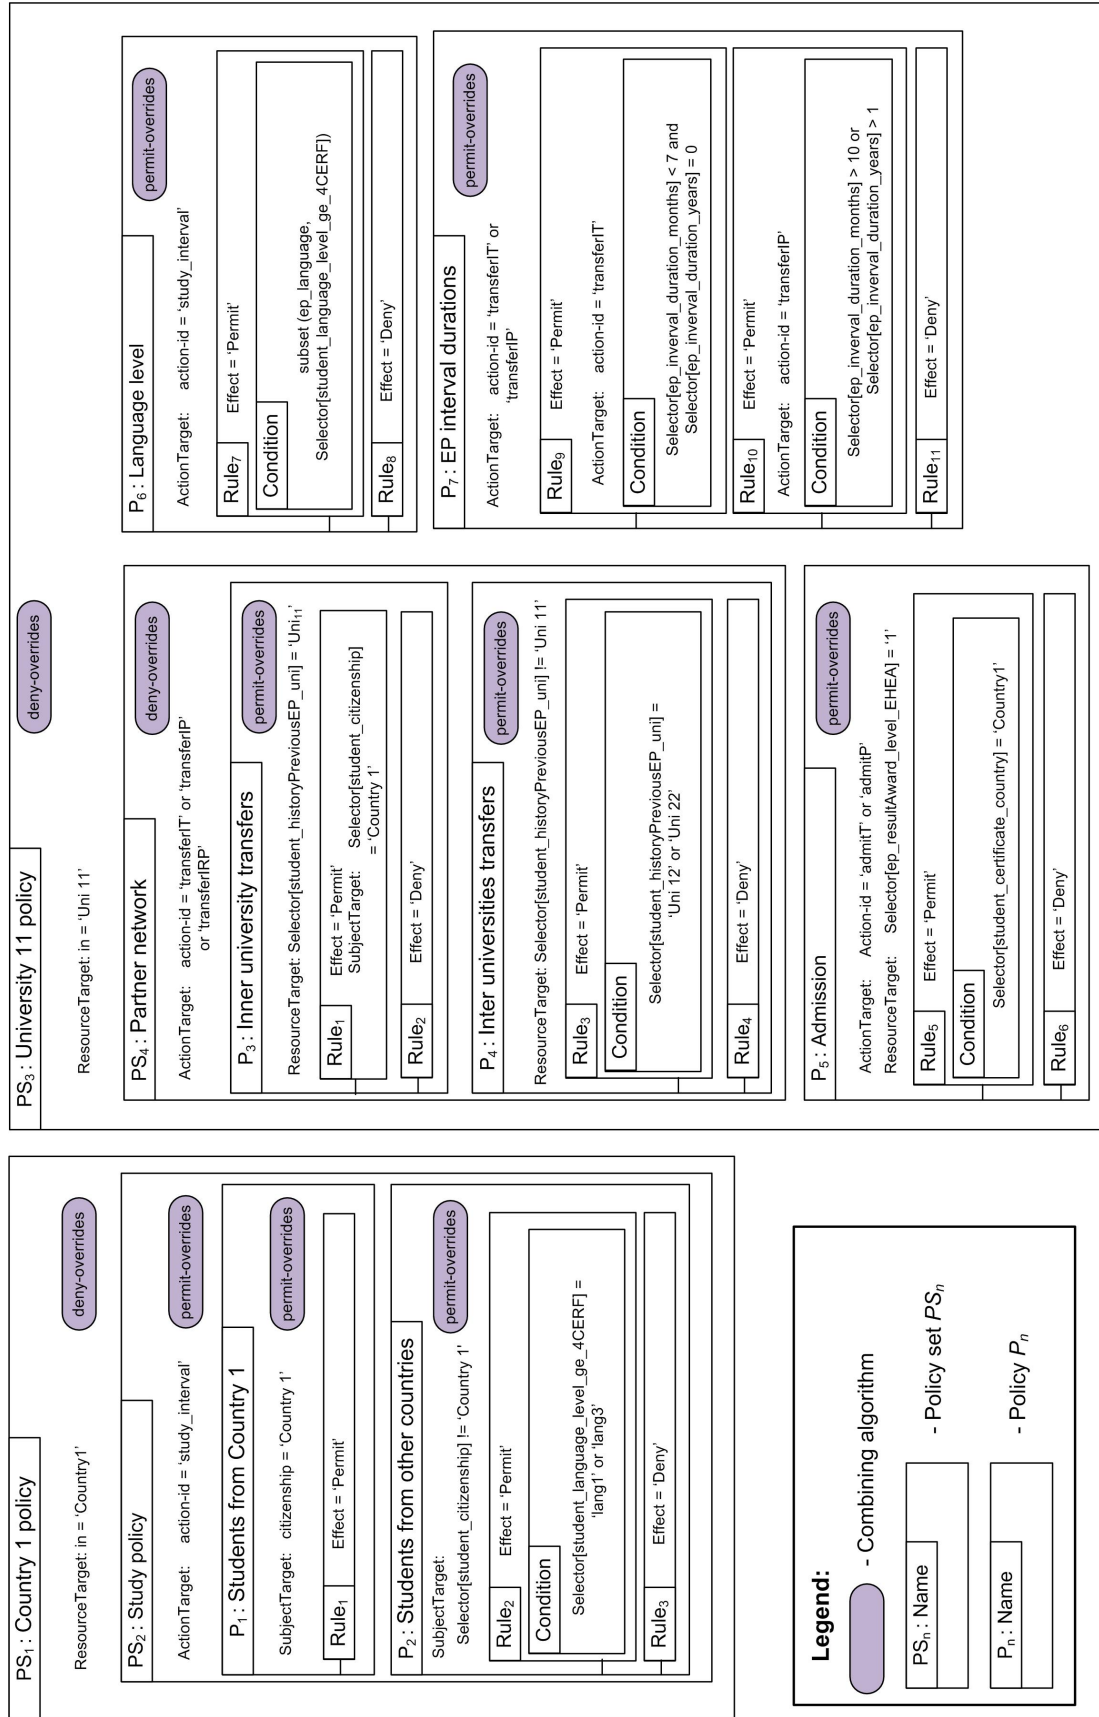 PS1 : Country 1 policy
deny-overrides
ResourceTarget: in = 'Country1'
PS2 : Study policy
permit-overrides
ActionTarget: action-id = 'study_interval'
P1 : Students from Country 1
permit-overrides
SubjectTarget: citizenship = 'Country 1'
Rule1
Effect = 'Permit'
P2 : Students from other countries
permit-overrides
SubjectTarget:
Selector[student_citizenship] != 'Country 1'
Rule2
Effect = 'Permit'
Condition
Selector[student_language_level_ge_4CERF] =
'lang1' or 'lang3'
Rule3
Effect = 'Deny'
Legend:
- Combining algorithm
PSn : Name
- Policy set PSn
Pn : Name
- Policy Pn
PS3 : University 11 policy
deny-overrides
ResourceTarget: in = 'Uni 11'
PS4 : Partner network
deny-overrides
ActionTarget: action-id = 'transferIT' or 'transferIP'
or 'transferIRP'
P3 : Inner university transfers
permit-overrides
ResourceTarget: Selector[student_historyPreviousEP_uni] = 'Uni11'
Rule1
Effect = 'Permit'
SubjectTarget: Selector[student_citizenship]
= 'Country 1'
Rule2
Effect = 'Deny'
P4 : Inter universities transfers
permit-overrides
ResourceTarget: Selector[student_historyPreviousEP_uni] != 'Uni 11'
Rule3
Effect = 'Permit'
Condition
Selector[student_historyPreviousEP_uni] =
'Uni 12' or 'Uni 22'
Rule4
Effect = 'Deny'
P5 : Admission
permit-overrides
ActionTarget: Action-id = 'admitT' or 'admitP'
ResourceTarget: Selector[ep_resultAward_level_EHEA] = '1'
Rule5
Effect = 'Permit'
Condition
Selector[student_certificate_country] = 'Country1'
Rule6
Effect = 'Deny'
P6 : Language level
permit-overrides
ActionTarget: action-id = 'study_interval'
Rule7
Effect = 'Permit'
Condition
subset (ep_language,
Selector[student_language_level_ge_4CERF])
Rule8
Effect = 'Deny'
P7 : EP interval durations
permit-overrides
ActionTarget: action-id = 'transferIT' or
'transferIP'
Rule9
Effect = 'Permit'
ActionTarget: action-id = 'transferIT'
Condition
Selector[ep_inverval_duration_months] < 7 and
Selector[ep_inverval_duration_years] = 0
Rule10
Effect = 'Permit'
ActionTarget: action-id = 'transferIP'
Condition
Selector[ep_inverval_duration_months] > 10 or
Selector[ep_inverval_duration_years] > 1
Rule11
Effect = 'Deny'